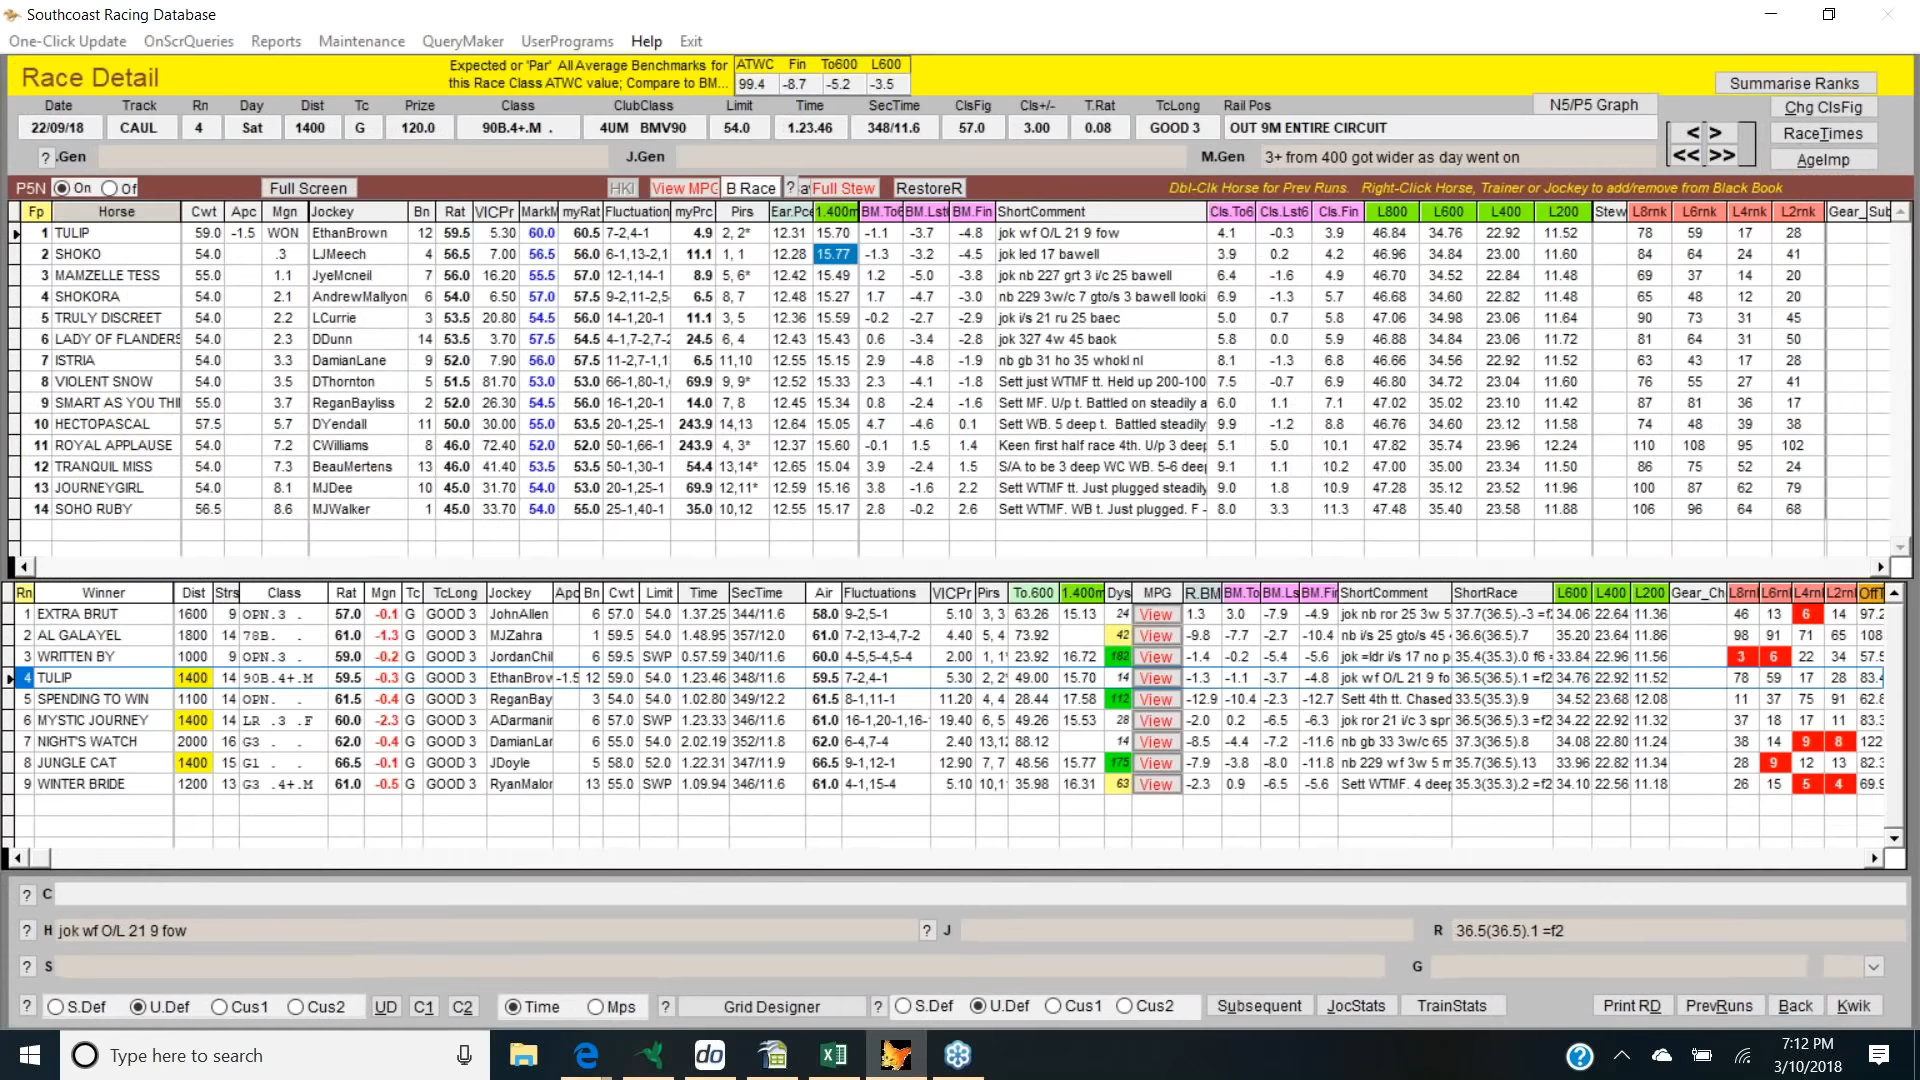 Southcoast Racing Database
One-Click Update OnScrQueries Reports Maintenance QueryMaker UserPrograms Help Exit
Race Detail
Expected or 'Par' All Average Benchmarks for
this Race Class ATWC value; Compare to BM...
ATWC Fin To600 L600
99.4 -8.7 -5.2 -3.5
Summarise Ranks
Date Track Rn Day Dist Tc Prize Class ClubClass Limit Time SecTime ClsFig Cls+/- T.Rat TcLong Rail Pos N5/P5 Graph Chg ClsFig
22/09/18 CAUL 4 Sat 1400 G 120.0 90B.4+.M . 4UM BMV90 54.0 1.23.46 348/11.6 57.0 3.00 0.08 GOOD 3 OUT 9M ENTIRE CIRCUIT < > RaceTimes
? .Gen J.Gen M.Gen 3+ from 400 got wider as day went on << >> AgeImp
P5N On Of Full Screen HKI View MPG B Race ? Full Stew RestoreR Dbl-Clk Horse for Prev Runs. Right-Click Horse, Trainer or Jockey to add/remove from Black Book
Fp Horse Cwt Apc Mgn Jockey Bn Rat VICPr MarkM myRat Fluctuation myPrc Pirs Ear.Pce 1.400m BM.To6 BM.Lst6 BM.Fin ShortComment Cls.To6 Cls.Lst6 Cls.Fin L800 L600 L400 L200 Stew L8rnk L6rnk L4rnk L2rnk Gear_ Sub
1 TULIP 59.0 -1.5 WON EthanBrown 12 59.5 5.30 60.0 60.5 7-2,4-1 4.9 2, 2* 12.31 15.70 -1.1 -3.7 -4.8 jok wf O/L 21 9 fow 4.1 -0.3 3.9 46.84 34.76 22.92 11.52 78 59 17 28
2 SHOKO 54.0 .3 LJMeech 4 56.5 7.00 56.5 56.0 6-1,13-2,1 11.1 1, 1 12.28 15.77 -1.3 -3.2 -4.5 jok led 17 bawell 3.9 0.2 4.2 46.96 34.84 23.00 11.60 84 64 24 41
3 MAMZELLE TESS 55.0 1.1 JyeMcneil 7 56.0 16.20 55.5 57.0 12-1,14-1 8.9 5, 6* 12.42 15.49 1.2 -5.0 -3.8 jok nb 227 grt 3 i/c 25 bawell 6.4 -1.6 4.9 46.70 34.52 22.84 11.48 69 37 14 20
4 SHOKORA 54.0 2.1 AndrewMallyon 6 54.0 6.50 57.0 57.5 9-2,11-2,5- 6.5 8, 7 12.48 15.27 1.7 -4.7 -3.0 nb 229 3w/c 7 gto/s 3 bawell looki 6.9 -1.3 5.7 46.68 34.60 22.82 11.48 65 48 12 20
5 TRULY DISCREET 54.0 2.2 LCurrie 3 53.5 20.80 54.5 56.0 14-1,20-1 11.1 3, 5 12.36 15.59 -0.2 -2.7 -2.9 jok i/s 21 ru 25 baec 5.0 0.7 5.8 47.06 34.98 23.06 11.64 90 73 31 45
6 LADY OF FLANDERS 54.0 2.3 DDunn 14 53.5 3.70 57.5 54.5 4-1,7-2,7-2 24.5 6, 4 12.43 15.43 0.6 -3.4 -2.8 jok 327 4w 45 baok 5.8 0.0 5.9 46.88 34.84 23.06 11.72 81 64 31 50
7 ISTRIA 54.0 3.3 DamianLane 9 52.0 7.90 56.0 57.5 11-2,7-1,1 6.5 11,10 12.55 15.15 2.9 -4.8 -1.9 nb gb 31 ho 35 whokl nl 8.1 -1.3 6.8 46.66 34.56 22.92 11.52 63 43 17 28
8 VIOLENT SNOW 54.0 3.5 DThornton 5 51.5 81.70 53.0 53.0 66-1,80-1, 69.9 9, 9* 12.52 15.33 2.3 -4.1 -1.8 Sett just WTMF tt. Held up 200-100 7.5 -0.7 6.9 46.80 34.72 23.04 11.60 76 55 27 41
9 SMART AS YOU THI 55.0 3.7 ReganBayliss 2 52.0 26.30 54.5 56.0 16-1,20-1 14.0 7, 8 12.45 15.34 0.8 -2.4 -1.6 Sett MF. U/p t. Battled on steadily a 6.0 1.1 7.1 47.02 35.02 23.10 11.42 87 81 36 17
10 HECTOPASCAL 57.5 5.7 DYendall 11 50.0 30.00 55.0 53.5 20-1,25-1 243.9 14,13 12.64 15.05 4.7 -4.6 0.1 Sett WB. 5 deep t. Battled steadily 9.9 -1.2 8.8 46.76 34.60 23.12 11.58 74 48 39 38
11 ROYAL APPLAUSE 54.0 7.2 CWilliams 8 46.0 72.40 52.0 52.0 50-1,66-1 243.9 4, 3* 12.37 15.60 -0.1 1.5 1.4 Keen first half race 4th. U/p 3 deep 5.1 5.0 10.1 47.82 35.74 23.96 12.24 110 108 95 102
12 TRANQUIL MISS 54.0 7.3 BeauMertens 13 46.0 41.40 53.5 53.5 50-1,30-1 54.4 13,14* 12.65 15.04 3.9 -2.4 1.5 S/A to be 3 deep WC WB. 5-6 deep 9.1 1.1 10.2 47.00 35.00 23.34 11.50 86 75 52 24
13 JOURNEYGIRL 54.0 8.1 MJDee 10 45.0 31.70 54.0 53.0 20-1,25-1 69.9 12,11* 12.59 15.16 3.8 -1.6 2.2 Sett WTMF tt. Just plugged steadily 9.0 1.8 10.9 47.28 35.12 23.52 11.96 100 87 62 79
14 SOHO RUBY 56.5 8.6 MJWalker 1 45.0 33.70 54.0 55.0 25-1,40-1 35.0 10,12 12.55 15.17 2.8 -0.2 2.6 Sett WTMF. WB t. Just plugged. F - 8.0 3.3 11.3 47.48 35.40 23.58 11.88 106 96 64 68
Rn Winner Dist Strs Class Rat Mgn Tc TcLong Jockey Apc Bn Cwt Limit Time SecTime Air Fluctuations VICPr Pirs To.600 1.400m Dys MPG R.BM BM.To BM.Ls BM.Fi ShortComment ShortRace L600 L400 L200 Gear_Ch L8rnl L6rnl L4rnl L2rnl OffT
1 EXTRA BRUT 1600 9 OPN.3 . 57.0 -0.1 G GOOD 3 JohnAllen 6 57.0 54.0 1.37.25 344/11.6 58.0 9-2,5-1 5.10 3, 3 63.26 15.13 24 View 1.3 3.0 -7.9 -4.9 jok nb ror 25 3w 5 37.7(36.5).-3 =f2 34.06 22.64 11.36 46 13 6 14 97.2
2 AL GALAYEL 1800 14 78B. . 61.0 -1.3 G GOOD 3 MJZahra 1 59.5 54.0 1.48.95 357/12.0 61.0 7-2,13-4,7-2 4.40 5, 4 73.92 42 View -9.8 -7.7 -2.7 -10.4 nb i/s 25 gto/s 45 36.6(36.5).7 35.20 23.64 11.86 98 91 71 65 108
3 WRITTEN BY 1000 9 OPN.3 . 59.0 -0.2 G GOOD 3 JordanChil 6 59.5 SWP 0.57.59 340/11.6 60.0 4-5,5-4,5-4 2.00 1, 1 23.92 16.72 182 View -1.4 -0.2 -5.4 -5.6 jok =ldr i/s 17 no p 35.4(35.3).0 f6 = 33.84 22.96 11.56 3 6 22 34 57.5
4 TULIP 1400 14 90B.4+.M 59.5 -0.3 G GOOD 3 EthanBrow -1.5 12 59.0 54.0 1.23.46 348/11.6 59.5 7-2,4-1 5.30 2, 2 49.00 15.70 14 View -1.3 -1.1 -3.7 -4.8 jok wf O/L 21 9 fo 36.5(36.5).1 =f2 34.76 22.92 11.52 78 59 17 28 83.4
5 SPENDING TO WIN 1100 14 OPN. . 61.5 -0.4 G GOOD 3 ReganBay 3 54.0 54.0 1.02.80 349/12.2 61.5 8-1,11-1 11.20 4, 4 28.44 17.58 112 View -12.9 -10.4 -2.3 -12.7 Sett 4th tt. Chased 33.5(35.3).9 34.52 23.68 12.08 11 37 75 91 62.8
6 MYSTIC JOURNEY 1400 14 LR .3 .F 60.0 -2.3 G GOOD 3 ADarmanin 6 57.0 SWP 1.23.33 346/11.6 61.0 16-1,20-1,16- 19.40 6, 5 49.26 15.53 28 View -2.0 0.2 -6.5 -6.3 jok ror 21 i/c 3 spr 36.5(36.5).3 =f2 34.22 22.92 11.32 37 18 17 11 83.3
7 NIGHT'S WATCH 2000 16 G3 . . 62.0 -0.4 G GOOD 3 DamianLar 6 55.0 54.0 2.02.19 352/11.8 62.0 6-4,7-4 2.40 13,1 88.12 14 View -8.5 -4.4 -7.2 -11.6 nb gb 33 3w/c 65 37.3(36.5).8 34.08 22.80 11.24 38 14 9 8 122
8 JUNGLE CAT 1400 15 G1 . . 66.5 -0.1 G GOOD 3 JDoyle 5 58.0 52.0 1.22.31 347/11.9 66.5 9-1,12-1 12.90 7, 7 48.56 15.77 175 View -7.9 -3.8 -8.0 -11.8 nb 229 wf 3w 5 m 35.7(36.5).13 33.96 22.82 11.34 28 9 12 13 82.3
9 WINTER BRIDE 1200 13 G3 .4+.M 61.0 -0.5 G GOOD 3 RyanMalor 13 55.0 SWP 1.09.94 346/11.6 61.0 4-1,15-4 5.10 10,1 35.98 16.31 63 View -2.3 0.9 -6.5 -5.6 Sett WTMF. 4 deep 35.3(35.3).2 =f2 34.10 22.56 11.18 26 15 5 4 69.9
? C
? H jok wf O/L 21 9 fow ? J R 36.5(36.5).1 =f2
? S G
? S.Def U.Def Cus1 Cus2 UD C1 C2 Time Mps ? Grid Designer ? S.Def U.Def Cus1 Cus2 Subsequent JocStats TrainStats Print RD PrevRuns Back Kwik
Type here to search
7:12 PM
3/10/2018